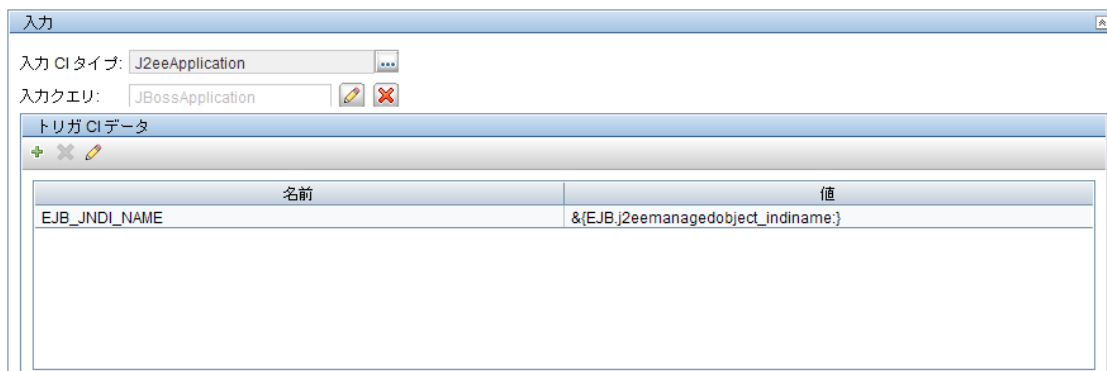 入力
入力 CI タイプ: J2eeApplication ...
入力クエリ: JBossApplication
トリガ CI データ
名前 値
EJB_JNDI_NAME &{EJB.j2eemanagedobject_indiname:}